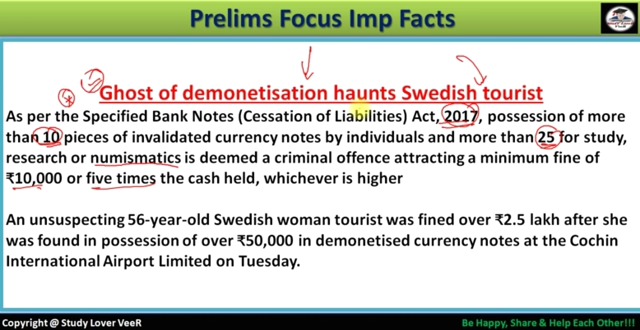 Prelims Focus Imp Facts
Ghost of demonetisation haunts Swedish tourist
As per the Specified Bank Notes (Cessation of Liabilities) Act, 2017, possession of more
than 10 pieces of invalidated currency notes by individuals and more than 25 for study,
research or numismatics is deemed a criminal offence attracting a minimum fine of
₹10,000 or five times the cash held, whichever is higher
An unsuspecting 56-year-old Swedish woman tourist was fined over ₹2.5 lakh after she
was found in possession of over ₹50,000 in demonetised currency notes at the Cochin
International Airport Limited on Tuesday.
Copyright @ Study Lover VeeR
Be Happy, Share & Help Each Other!!!